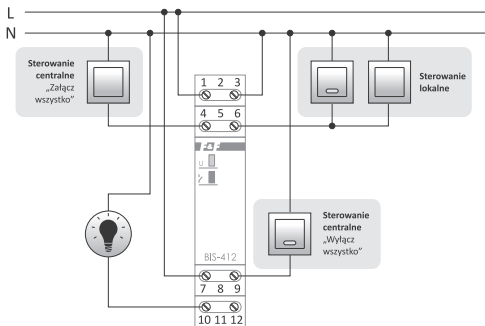 L
N
Sterowanie
centralne
„Załącz
wszystko”
1 2 3
4 5 6
Sterowanie
lokalne
F&F
U
BIS-412
Sterowanie
centralne
„Wyłącz
wszystko”
7 8 9
10 11 12